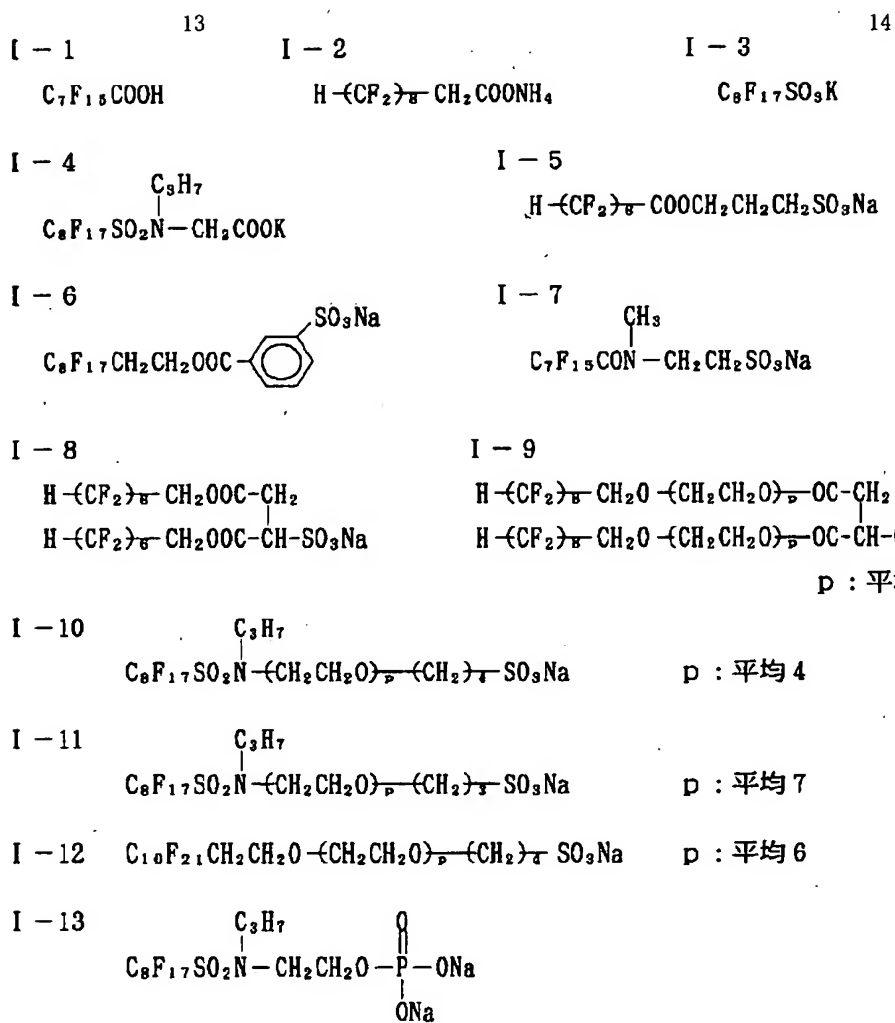 13 14
I - 1 I - 2 I - 3
C₇F₁₅COOH H-(CF₂)₈-CH₂COONH₄ C₈F₁₇SO₃K
I - 4 I - 5
C₃H₇
C₈F₁₇SO₂N-CH₂COOK H-(CF₂)₆-COOCH₂CH₂CH₂SO₃Na
I - 6 I - 7
SO₃Na CH₃
C₈F₁₇CH₂CH₂OOC- C₇F₁₅CON-CH₂CH₂SO₃Na
I - 8 I - 9
H-(CF₂)₈-CH₂OOC-CH₂ H-(CF₂)₈-CH₂O-(CH₂CH₂O)ₚ-OC-CH₂
H-(CF₂)₆-CH₂OOC-CH-SO₃Na H-(CF₂)₈-CH₂O-(CH₂CH₂O)ₚ-OC-CH-
p : 平
I -10 C₃H₇
C₈F₁₇SO₂N-(CH₂CH₂O)ₚ-(CH₂)₄-SO₃Na p : 平均4
I -11 C₃H₇
C₈F₁₇SO₂N-(CH₂CH₂O)ₚ-(CH₂)₃-SO₃Na p : 平均7
I -12 C₁₀F₂₁CH₂CH₂O-(CH₂CH₂O)ₚ-(CH₂)₄-SO₃Na p : 平均6
I -13 C₃H₇ O
C₈F₁₇SO₂N-CH₂CH₂O-P-ONa
ONa